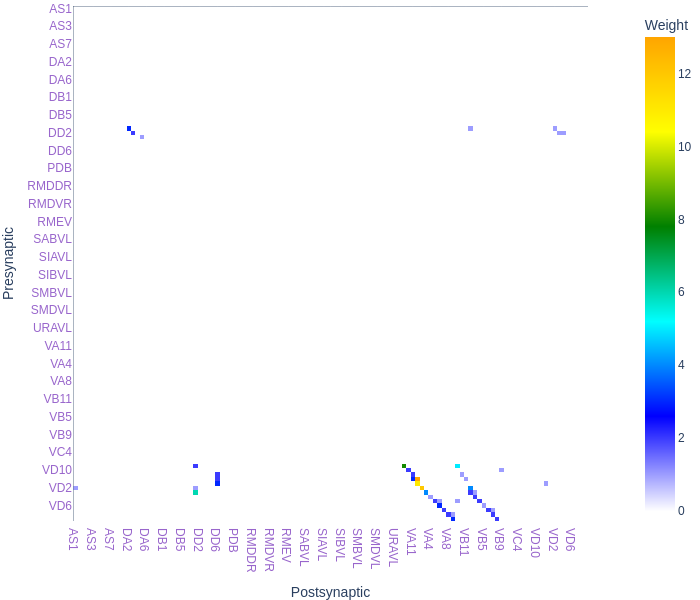 Weight
AS1
AS3
AS7
DA2
DA6
DB1
DB5
DD2
DD6
PDB
RMDDR
RMDVR
RMEV
SABVL
SIAVL
SIBVL
SMBVL
SMDVL
URAVL
VA11
VA4
VA8
VB11
VB5
VB9
VC4
VD10
VD2
VD6
Presynaptic
12
10
8
6
4
2
0
AS1
AS3
AS7
DA2
DA6
DB1
DB5
DD2
DD6
PDB
RMDDR
RMDVR
RMEV
SABVL
SIAVL
SIBVL
SMBVL
SMDVL
URAVL
VA11
VA4
VA8
VB11
VB5
VB9
VC4
VD10
VD2
VD6
Postsynaptic